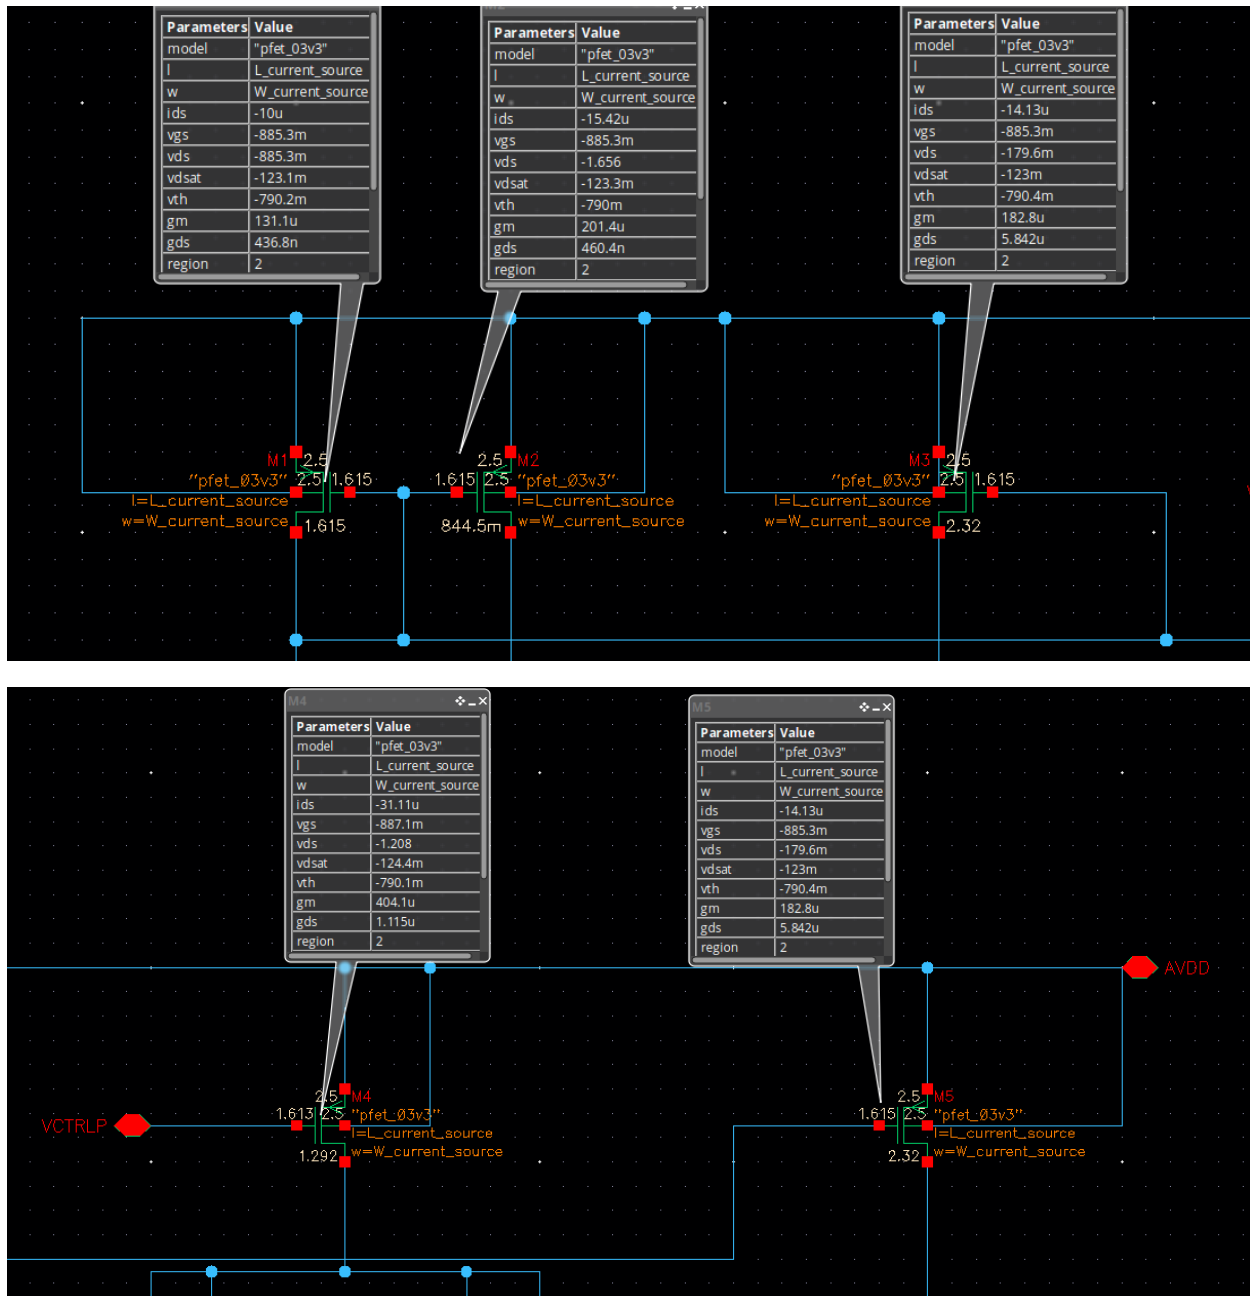 Parameters Value
model "pfet_03v3"
l L_current_source
w W_current_source
ids -10u
vgs -885.3m
vds -885.3m
vdsat -123.1m
vth -790.2m
gm 131.1u
gds 436.8n
region 2
Parameters Value
model "pfet_03v3"
l L_current_source
w W_current_source
ids -15.42u
vgs -885.3m
vds -1.656
vdsat -123.3m
vth -790m
gm 201.4u
gds 460.4n
region 2
Parameters Value
model "pfet_03v3"
l L_current_source
w W_current_source
ids -14.13u
vgs -885.3m
vds -179.6m
vdsat -123m
vth -790.4m
gm 182.8u
gds 5.842u
region 2
M1 2.5
"pfet_03v3" 2.5 1.615
l=L_current_source
w=W_current_source 1.615
2.5 M2
1.615 2.5 "pfet_03v3"
l=L_current_source
844.5m w=W_current_source
M3 2.5
"pfet_03v3" 2.5 1.615
l=L_current_source
w=W_current_source 2.32
M4
Parameters Value
model "pfet_03v3"
l L_current_source
w W_current_source
ids -31.11u
vgs -887.1m
vds -1.208
vdsat -124.4m
vth -790.1m
gm 404.1u
gds 1.115u
region 2
M5
Parameters Value
model "pfet_03v3"
l L_current_source
w W_current_source
ids -14.13u
vgs -885.3m
vds -179.6m
vdsat -123m
vth -790.4m
gm 182.8u
gds 5.842u
region 2
AVDD
2.5 M4
1.613 2.5 "pfet_03v3"
VCTRLP
l=L_current_source
1.292 w=W_current_source
2.5 M5
1.615 2.5 "pfet_03v3"
l=L_current_source
2.32 w=W_current_source